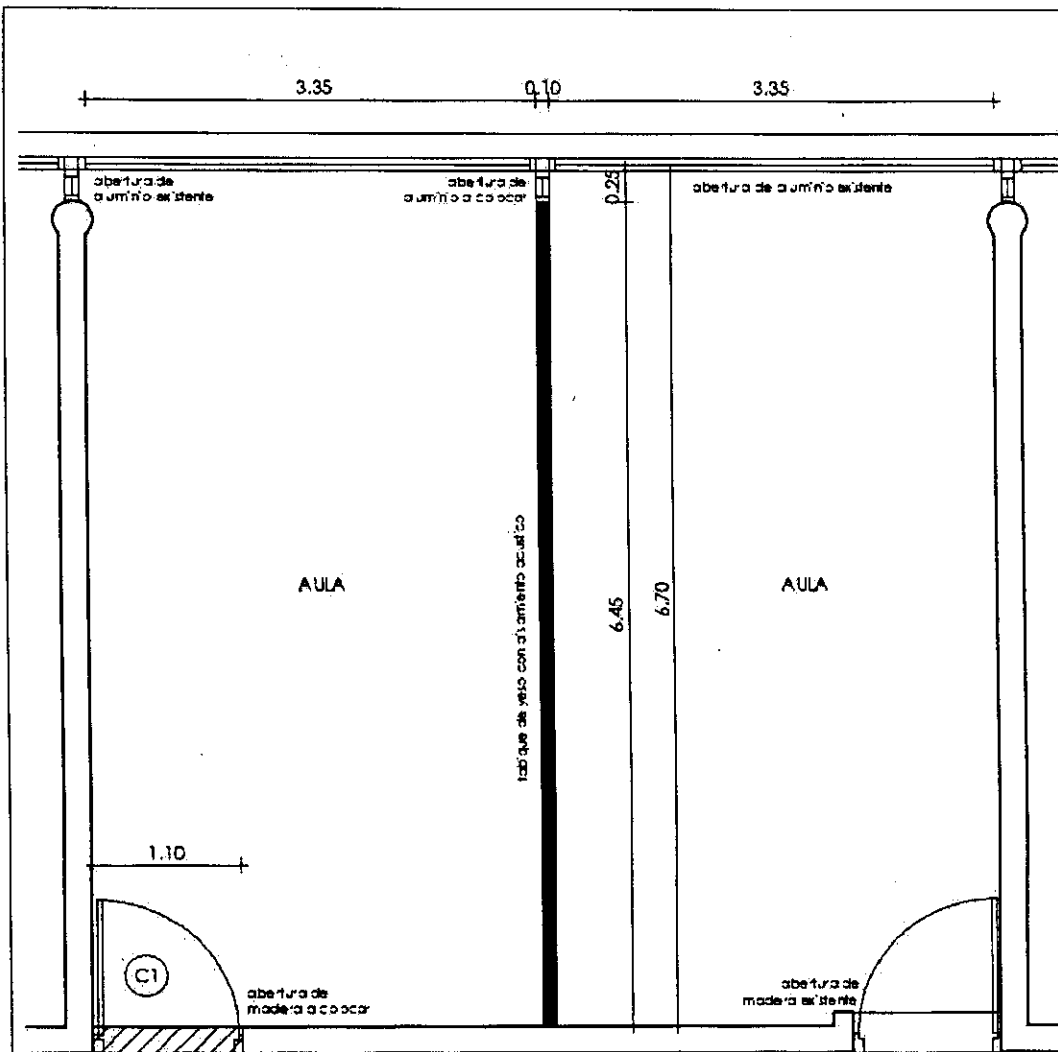 3.35
0.10
3.35
abertura de
aluminio existente
abertura de
aluminio a colocar
0.25
abertura de aluminio existente
AULA
tabique de yeso con aislamiento acustico
6.45
6.70
AULA
1.10
C1
abertura de
madera a colocar
abertura de
madera existente